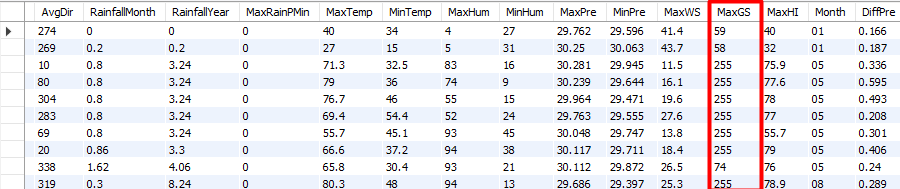 AvgDir RainfallMonth RainfallYear MaxRainPMin MaxTemp MinTemp MaxHum MinHum MaxPre MinPre MaxWS MaxGS MaxHI Month DiffPre
274 0 0 0 40 34 4 27 29.762 29.596 41.4 59 40 01 0.166
269 0.2 0.2 0 27 15 5 31 30.25 30.063 43.7 58 32 01 0.187
10 0.8 3.24 0 71.3 32.5 83 16 30.281 29.945 11.5 255 75.9 05 0.336
80 0.8 3.24 0 79 36 74 9 30.239 29.644 16.1 255 77.6 05 0.595
304 0.8 3.24 0 76.7 46 55 15 29.964 29.471 19.6 255 78 05 0.493
283 0.8 3.24 0 69.4 54.4 52 24 29.763 29.555 27.6 255 77 05 0.208
69 0.8 3.24 0 55.7 45.1 93 45 30.048 29.747 13.8 255 55.7 05 0.301
20 0.86 3.3 0 66.6 37.2 94 38 30.117 29.711 18.4 255 79 05 0.406
338 1.62 4.06 0 65.8 30.4 93 21 30.112 29.872 26.5 74 76 05 0.24
319 0.3 8.24 0 80.3 48 94 13 29.686 29.397 25.3 255 78.9 08 0.289